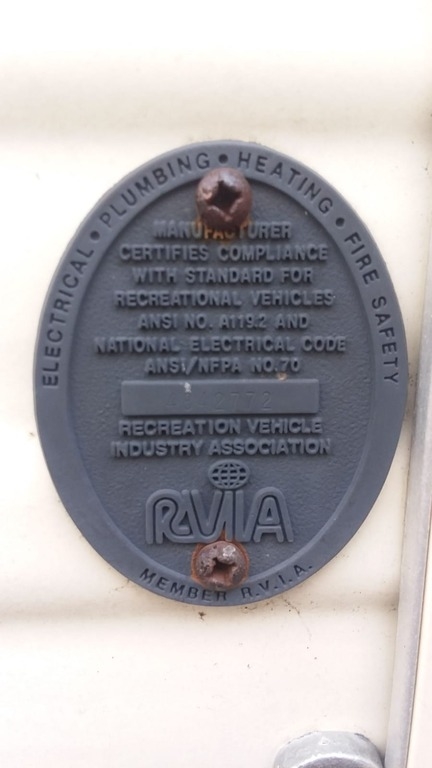 ELECTRICAL • PLUMBING • HEATING • FIRE SAFETY
MANUFACTURER
CERTIFIES COMPLIANCE
WITH STANDARD FOR
RECREATIONAL VEHICLES
ANSI NO. A119.2 AND
NATIONAL ELECTRICAL CODE
ANSI/NFPA NO.70
RECREATION VEHICLE
INDUSTRY ASSOCIATION
RVIA
MEMBER R.V.I.A.